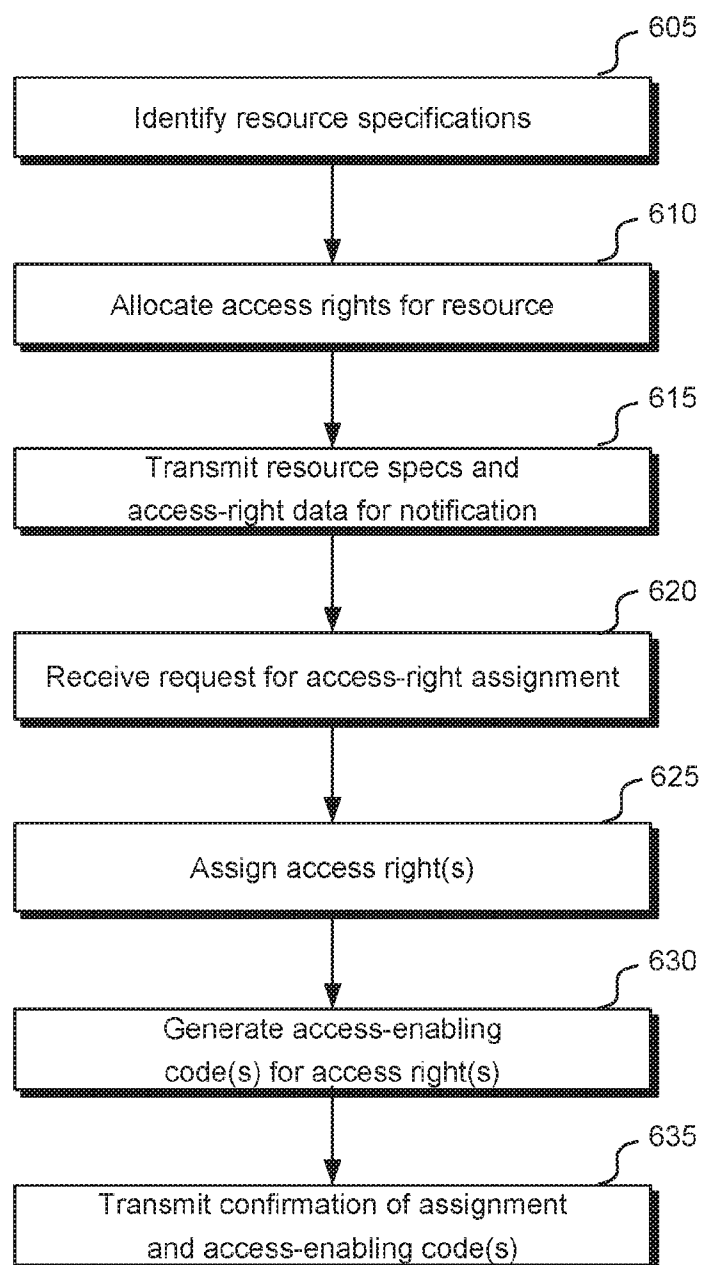 605
Identify resource specifications
610
Allocate access rights for resource
615
Transmit resource specs and
access-right data for notification
620
Receive request for access-right assignment
625
Assign access right(s)
630
Generate access-enabling
code(s) for access right(s)
635
Transmit confirmation of assignment
and access-enabling code(s)